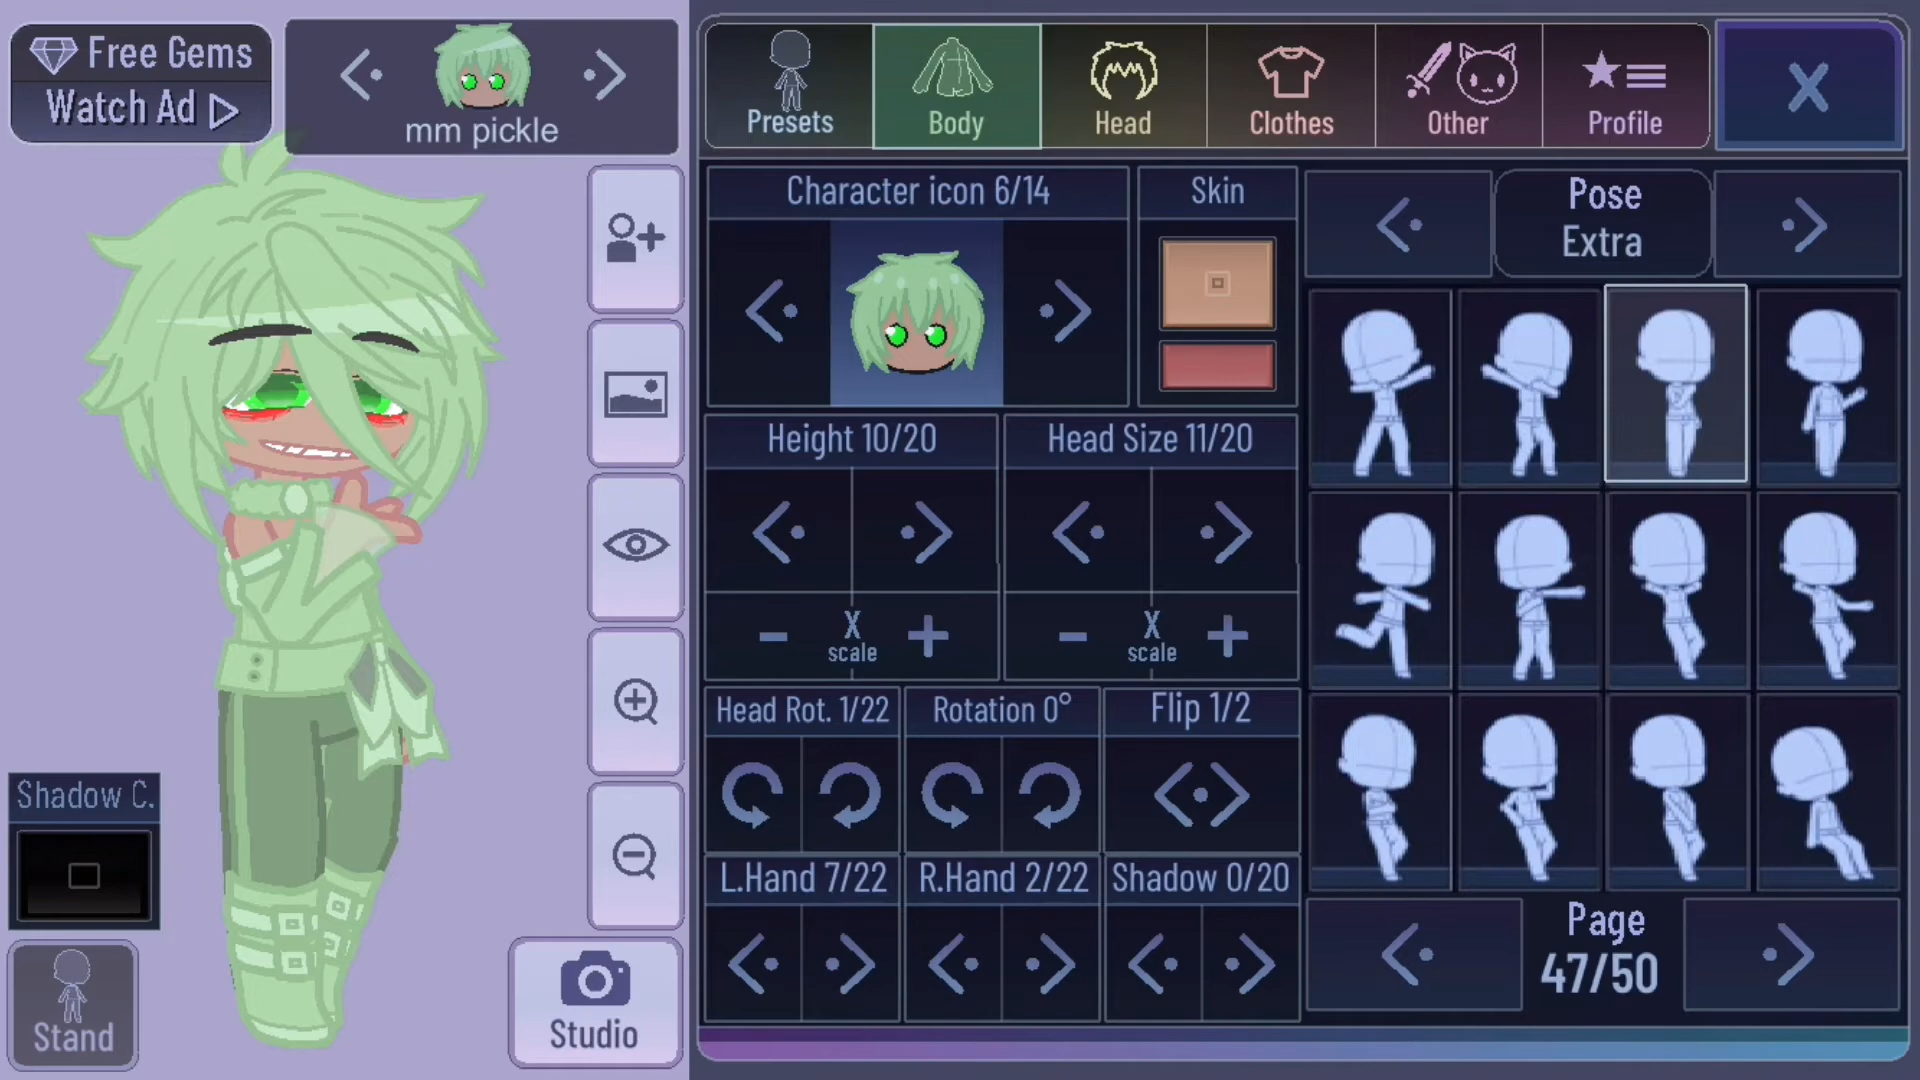 Free Gems
Watch Ad
mm pickle
Presets
Body
Head
Clothes
Other
Profile
X
Character icon 6/14
Skin
Pose
Extra
Height 10/20
Head Size 11/20
X
scale
X
scale
Head Rot. 1/22
Rotation 0°
Flip 1/2
L.Hand 7/22
R.Hand 2/22
Shadow 0/20
Page
47/50
Shadow C.
Stand
Studio